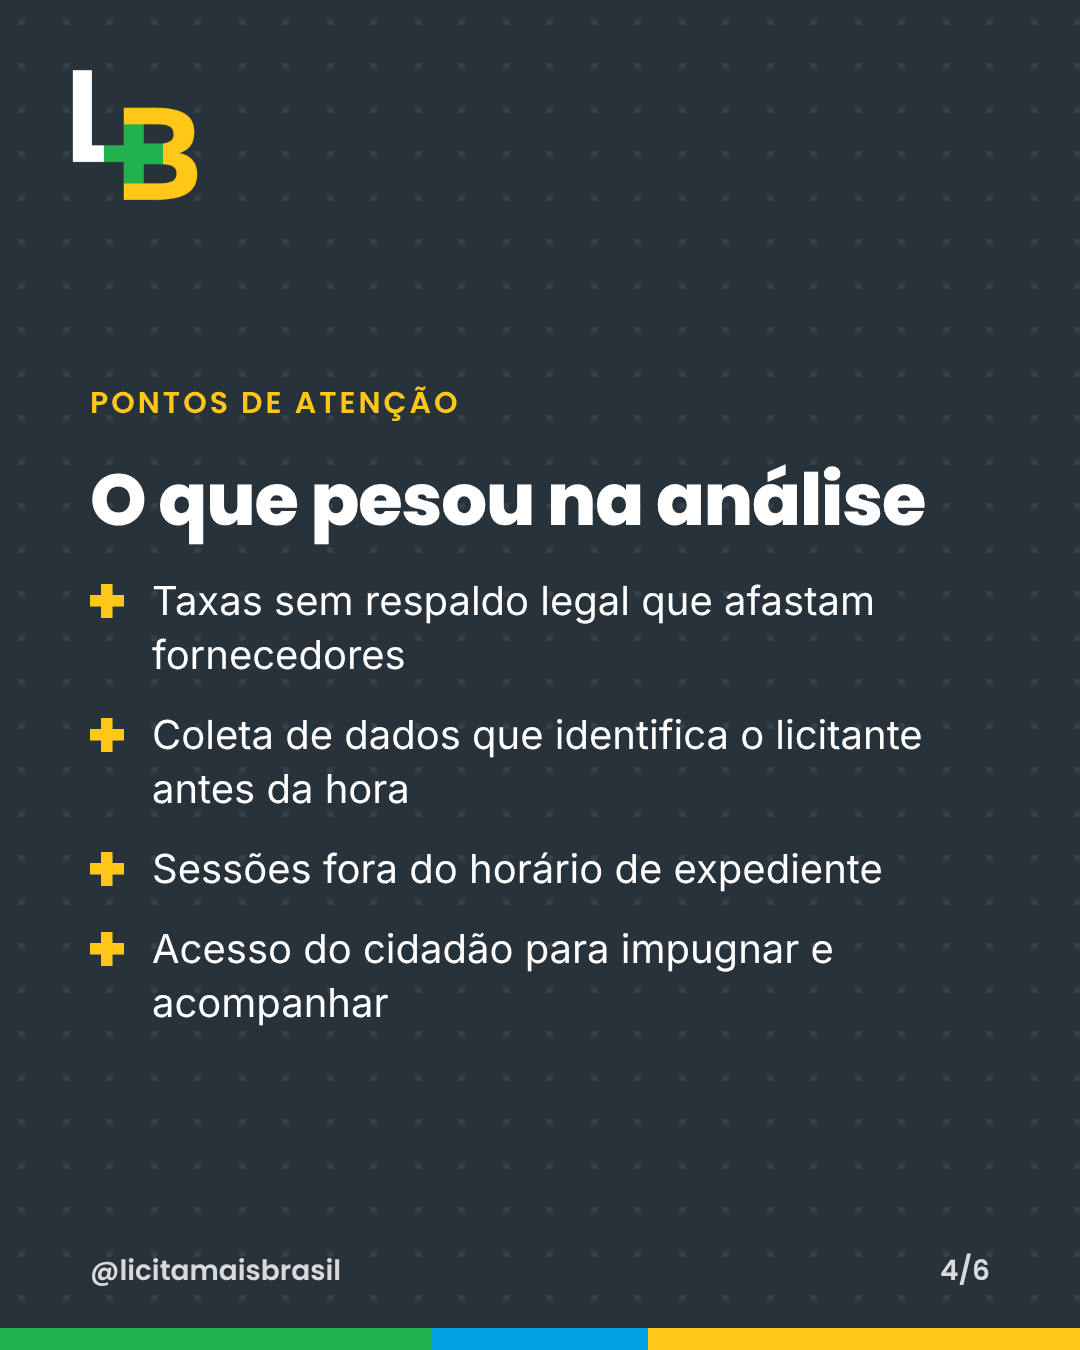 L+B
PONTOS DE ATENÇÃO
O que pesou na análise
Taxas sem respaldo legal que afastam
fornecedores
Coleta de dados que identifica o licitante
antes da hora
Sessões fora do horário de expediente
Acesso do cidadão para impugnar e
acompanhar
@licitamaisbrasil
4/6